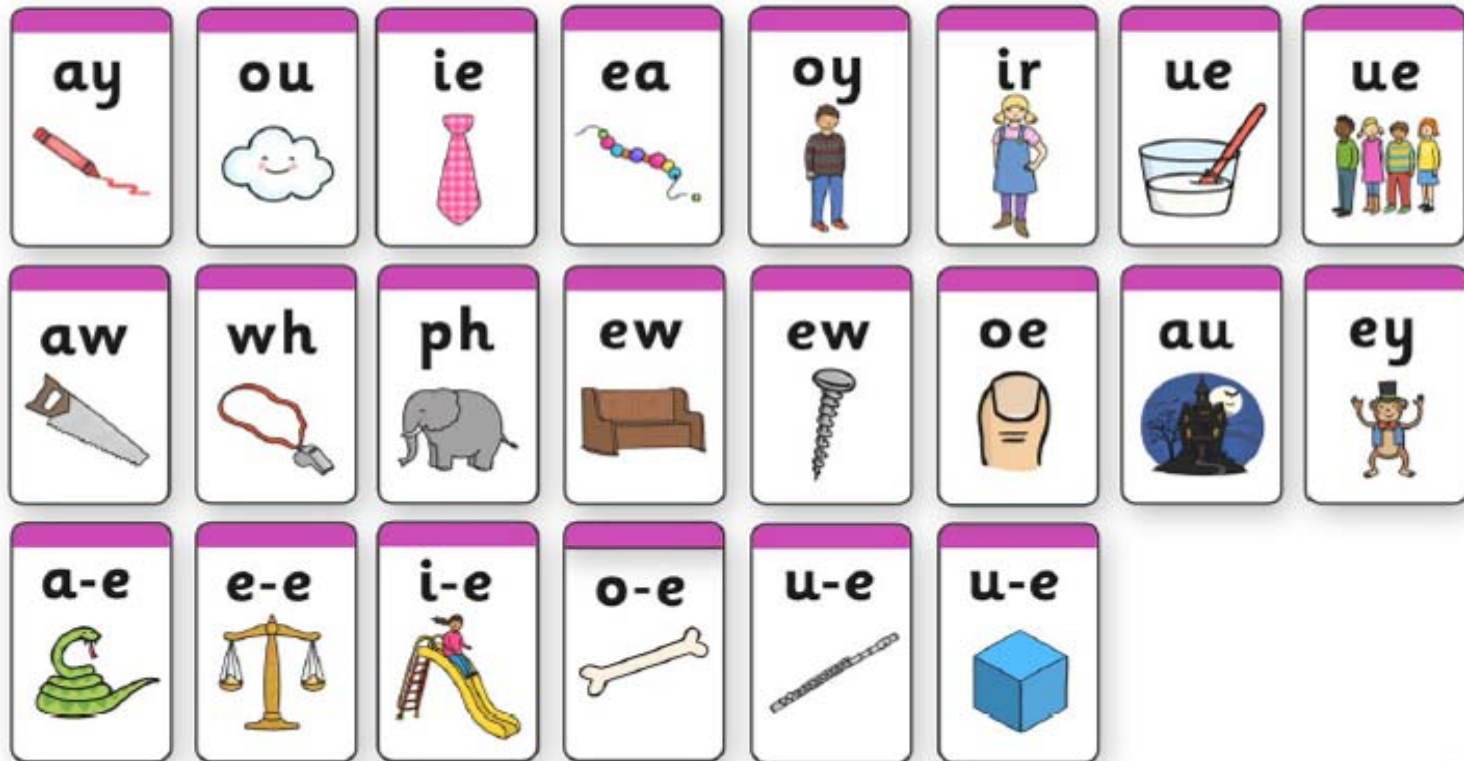 ay ou ie ea oy ir ue ue
aw wh ph ew ew oe au ey
a-e e-e i-e o-e u-e u-e